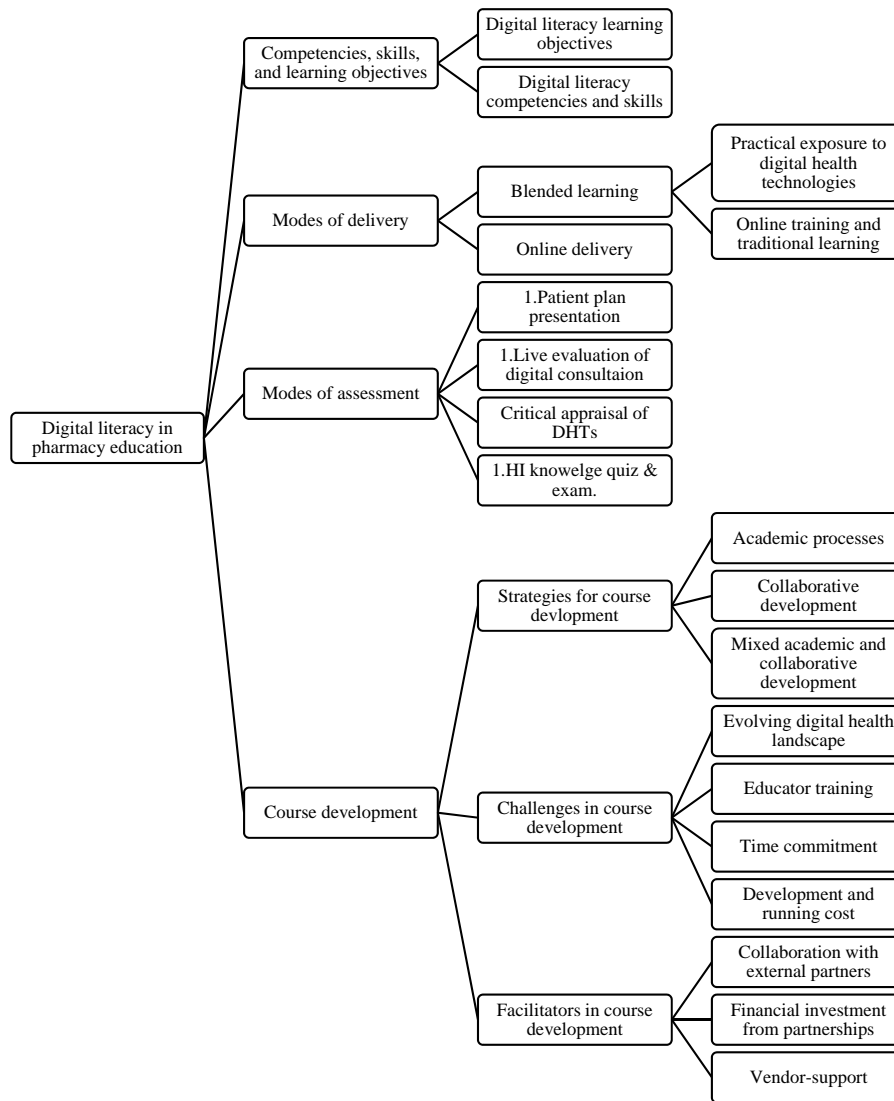 Digital literacy in
pharmacy education
Competencies, skills,
and learning objectives
Digital literacy learning
objectives
Digital literacy
competencies and skills
Modes of delivery
Blended learning
Practical exposure to
digital health
technologies
Online training and
traditional learning
Online delivery
Modes of assessment
1.Patient plan
presentation
1.Live evaluation of
digital consultaion
Critical appraisal of
DHTs
1.HI knowelge quiz &
exam.
Course development
Strategies for course
devlopment
Academic processes
Collaborative
development
Mixed academic and
collaborative
development
Challenges in course
development
Evolving digital health
landscape
Educator training
Time commitment
Development and
running cost
Facilitators in course
development
Collaboration with
external partners
Financial investment
from partnerships
Vendor-support